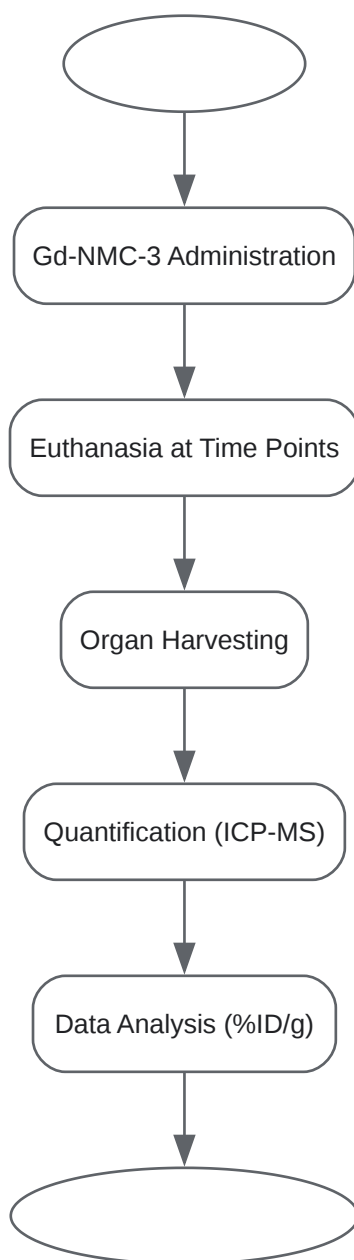 Gd-NMC-3 Administration
Euthanasia at Time Points
Organ Harvesting
Quantification (ICP-MS)
Data Analysis (%ID/g)